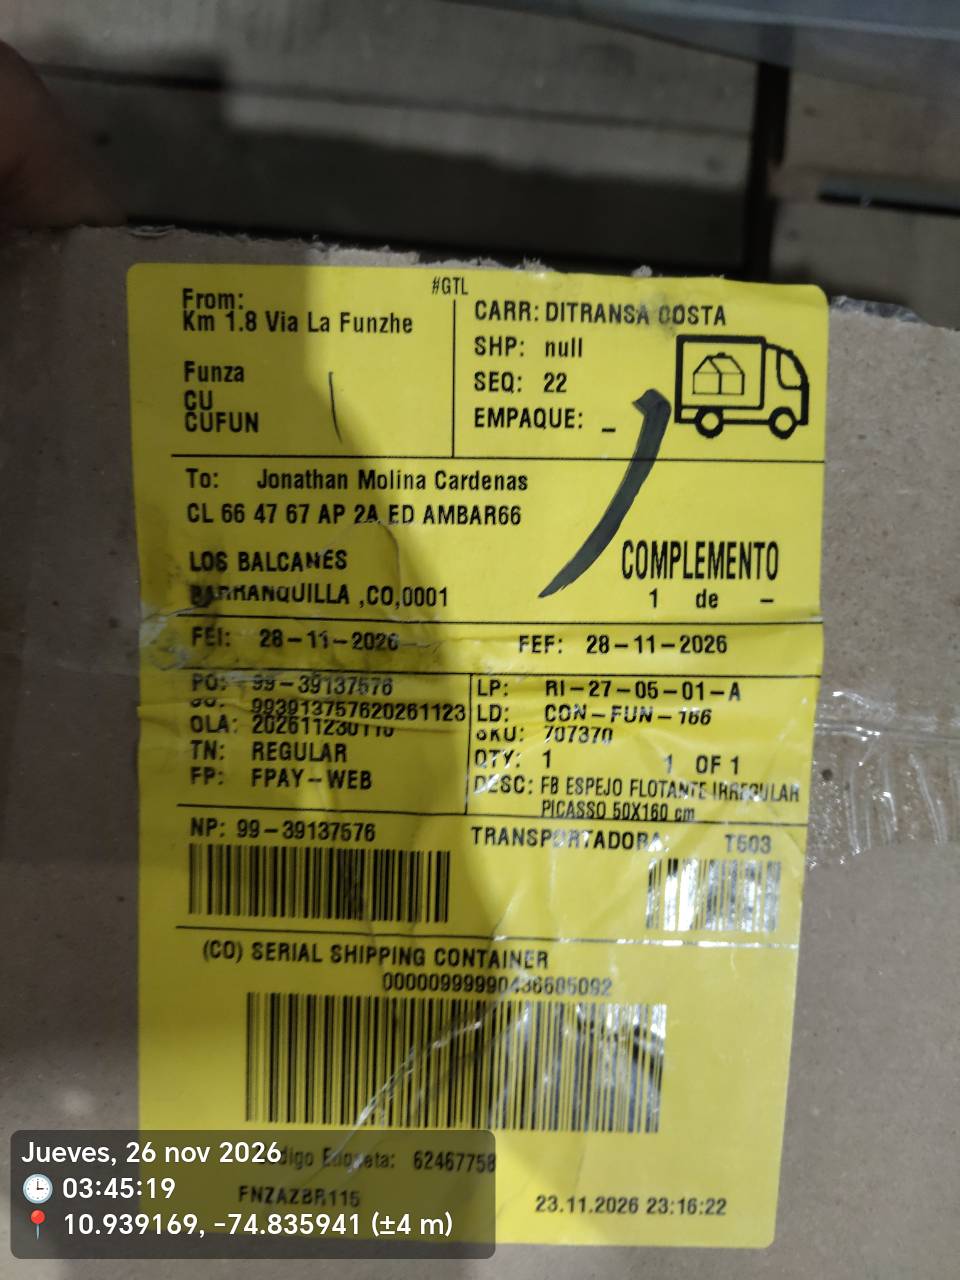 #GTL
From:
Km 1.8 Via La Funzhe
Funza
CU
CUFUN
CARR: DITRANSA COSTA
SHP: null
SEQ: 22
EMPAQUE: _
To: Jonathan Molina Cardenas
CL 66 47 67 AP 2A ED AMBAR66
LOS BALCANES
BARRANQUILLA ,CO,0001
COMPLEMENTO
1 de -
FEI: 28-11-2026
FEF: 28-11-2026
PO: 99-39137576
993913757620261123
OLA: 202611230110
TN: REGULAR
FP: FPAY-WEB
LP: RI-27-05-01-A
LD: CON-FUN-166
SKU: 707370
QTY: 1 1 OF 1
DESC: FB ESPEJO FLOTANTE IRREGULAR
PICASSO 50X160 cm
NP: 99-39137576
TRANSPORTADORA: T503
(CO) SERIAL SHIPPING CONTAINER
00000999990436605092
Etiqueta: 62467758
FNZAZBR115
23.11.2026 23:16:22
Jueves, 26 nov 2026
03:45:19
10.939169, -74.835941 (±4 m)